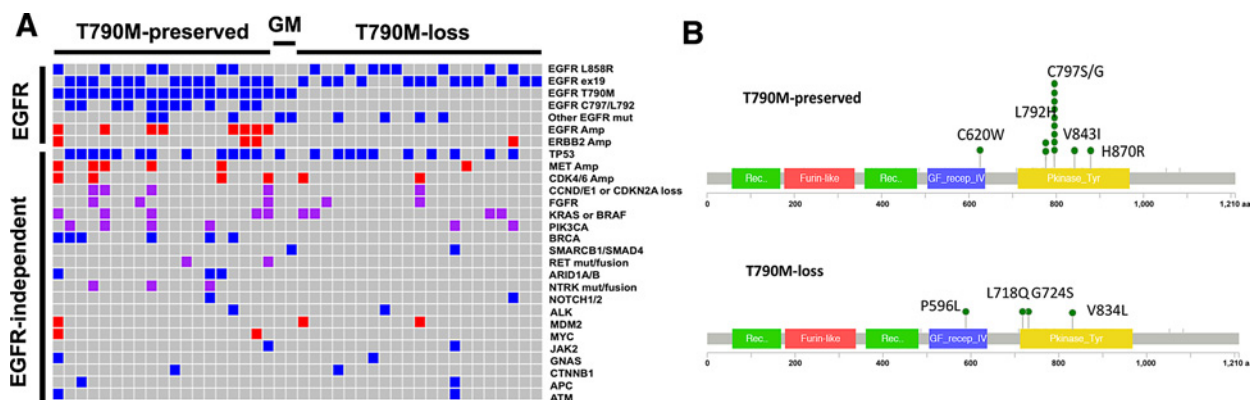 A
T790M-preserved
GM
T790M-loss
EGFR
EGFR L858R
EGFR ex19
EGFR T790M
EGFR C797/L792
Other EGFR mut
EGFR Amp
ERBB2 Amp
EGFR-independent
TP53
MET Amp
CDK4/6 Amp
CCND/E1 or CDKN2A loss
FGFR
KRAS or BRAF
PIK3CA
BRCA
SMARCB1/SMAD4
RET mut/fusion
ARID1A/B
NTRK mut/fusion
NOTCH1/2
ALK
MDM2
MYC
JAK2
GNAS
CTNNB1
APC
ATM
B
T790M-preserved
C797S/G
L792H
C620W
V843I
H870R
Rec..
Furin-like
Rec..
GF_recep_IV
Pkinase_Tyr
0 200 400 600 800 1,000 1,210 aa
T790M-loss
P596L
L718Q G724S
V834L
Rec..
Furin-like
Rec..
GF_recep_IV
Pkinase_Tyr
0 200 400 600 800 1,000 1,210 aa